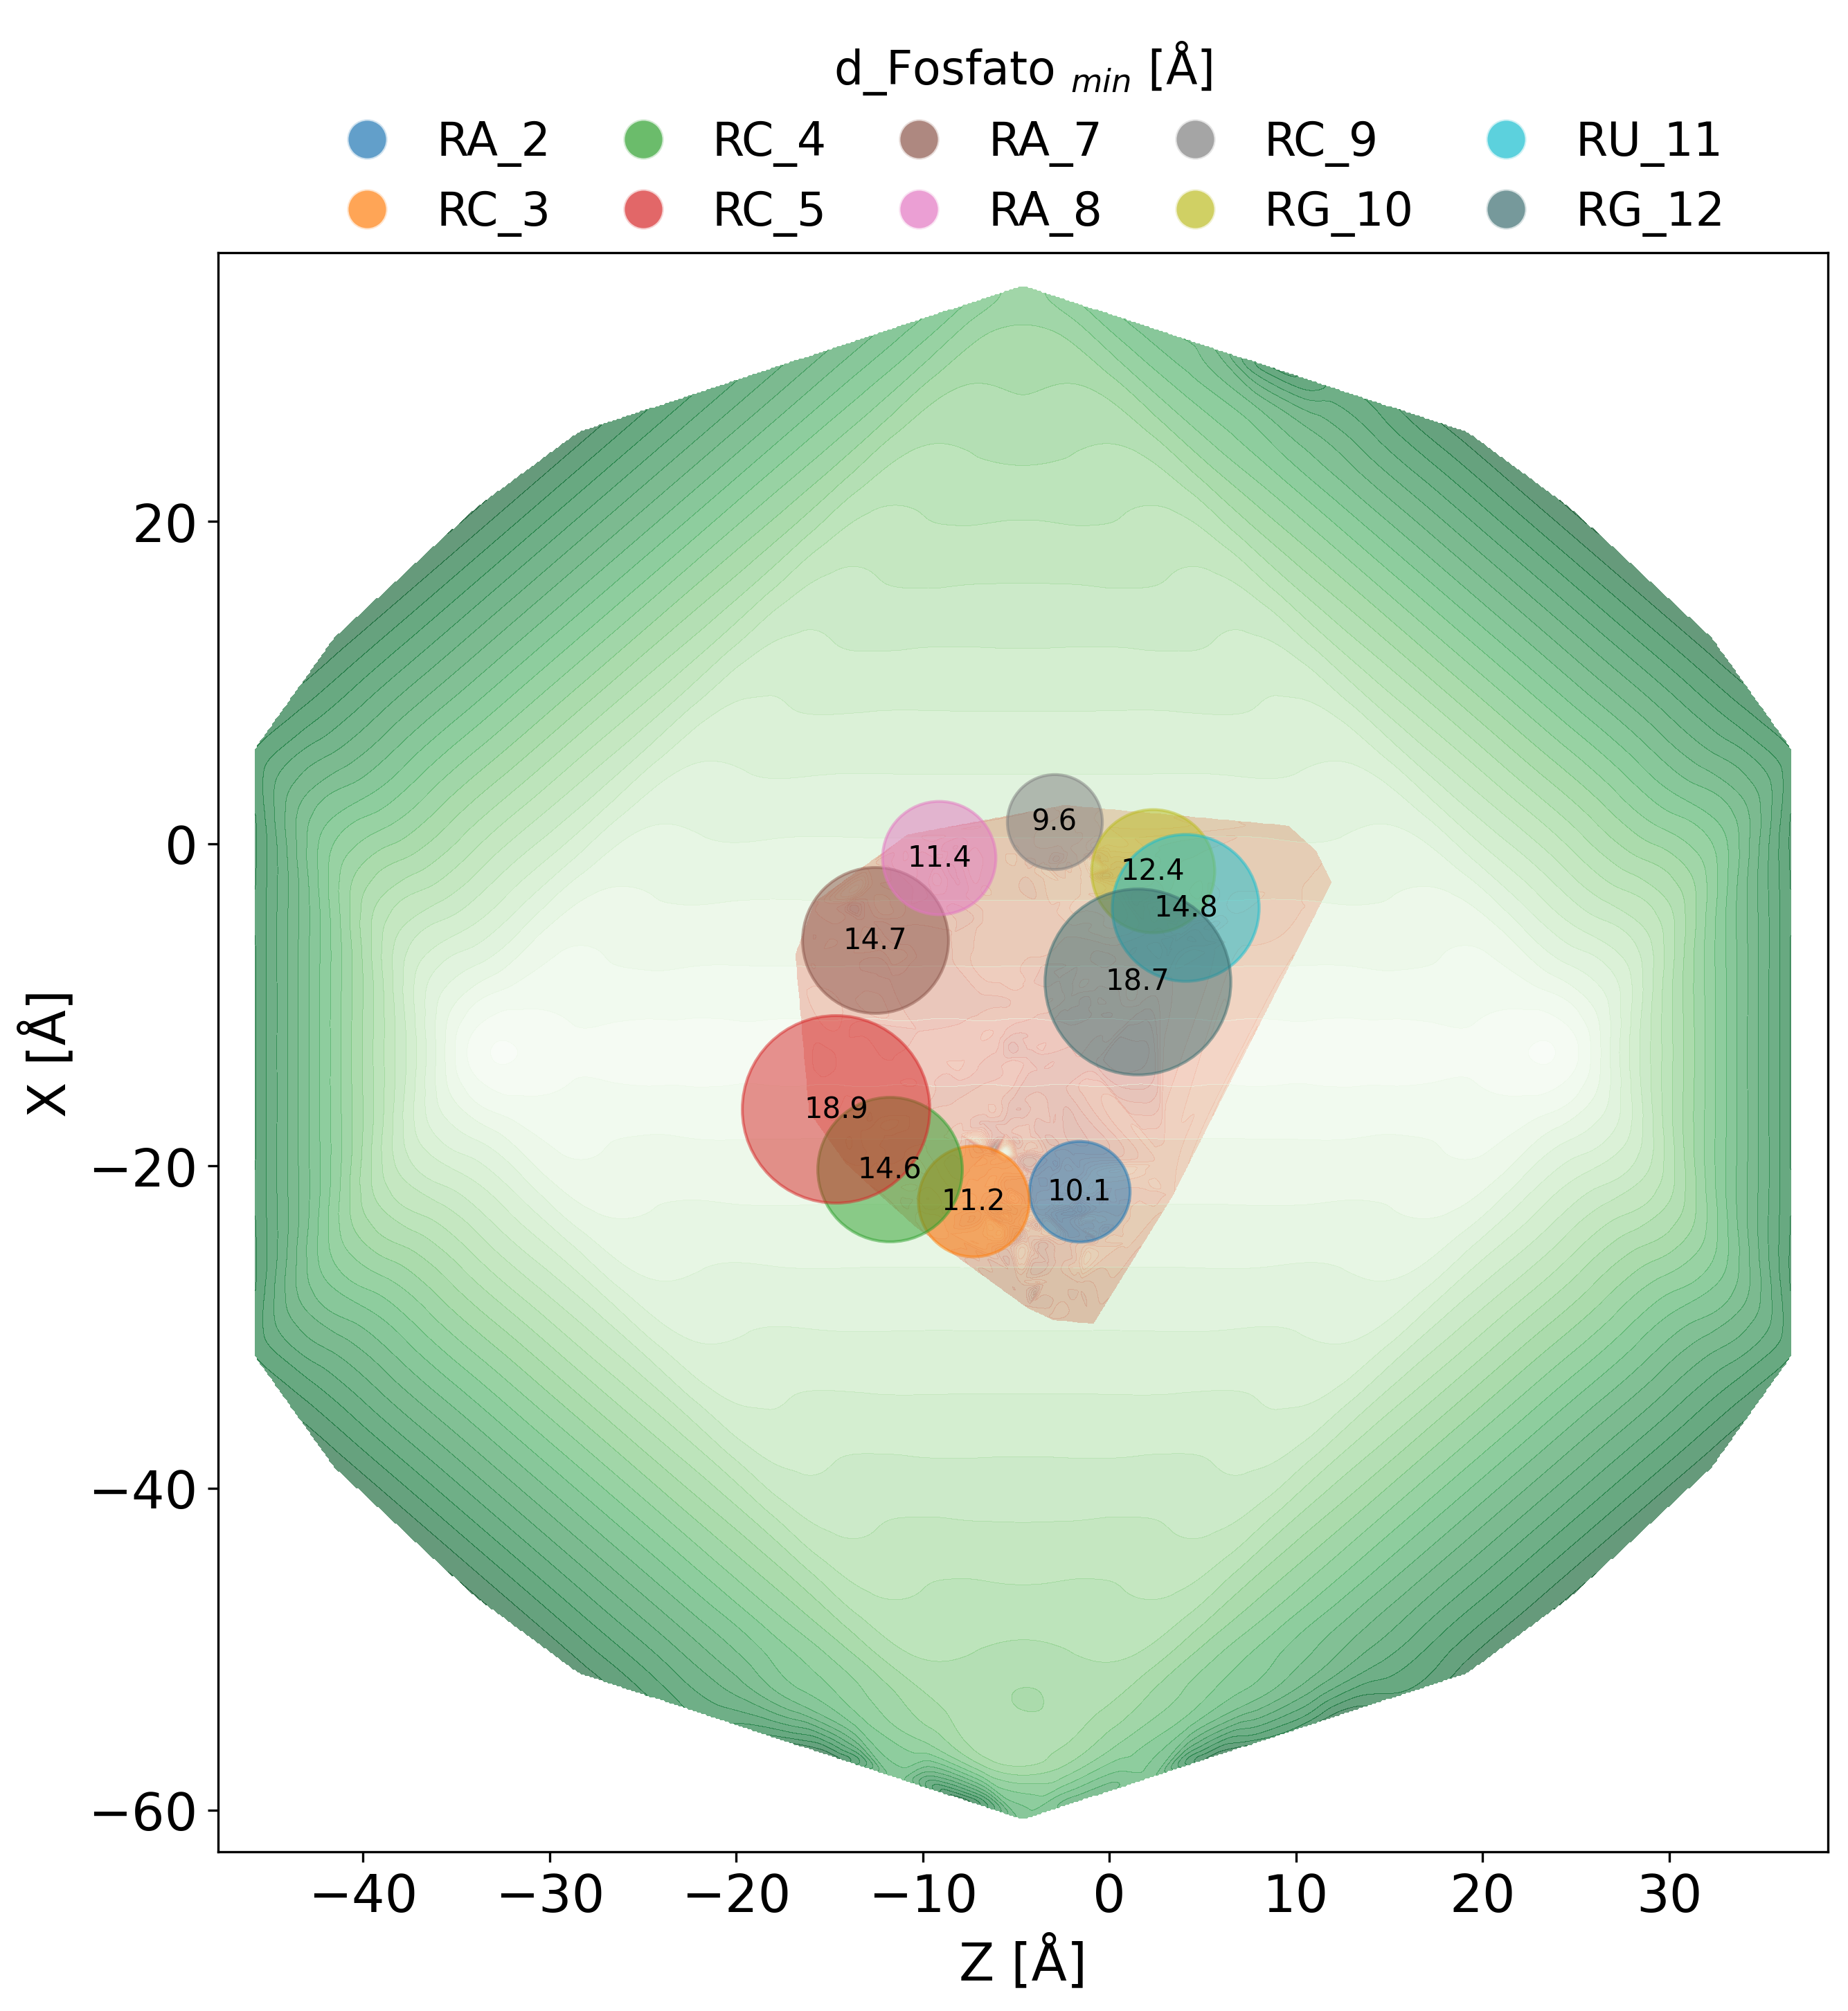 d_Fosfato min [Å]
RA_2 RC_4 RA_7 RC_9 RU_11
RC_3 RC_5 RA_8 RG_10 RG_12
20
0
−20
−40
−60
X [Å]
9.6
11.4
12.4
14.8
14.7
18.7
18.9
14.6
11.2
10.1
−40 −30 −20 −10 0 10 20 30
Z [Å]